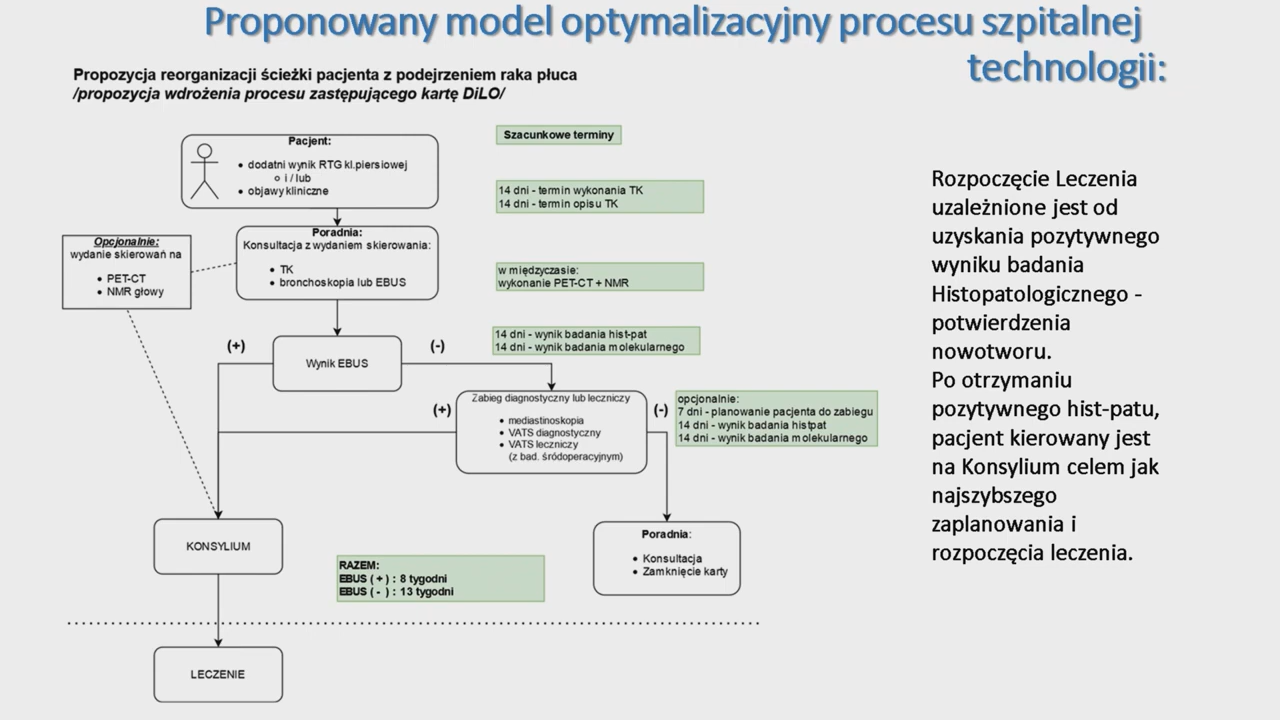 Proponowany model optymalizacyjny procesu szpitalnej
technologii:
Propozycja reorganizacji ścieżki pacjenta z podejrzeniem raka płuca
/propozycja wdrożenia procesu zastępującego kartę DiLO/
Pacjent:
dodatni wynik RTG kl.piersiowej
i / lub
objawy kliniczne
Szacunkowe terminy
14 dni - termin wykonania TK
14 dni - termin opisu TK
Opcjonalnie:
wydanie skierowań na
PET-CT
NMR głowy
Poradnia:
Konsultacja z wydaniem skierowania:
TK
bronchoskopia lub EBUS
w międzyczasie:
wykonanie PET-CT + NMR
(+)
Wynik EBUS
(-)
14 dni - wynik badania hist-pat
14 dni - wynik badania molekularnego
(+)
Zabieg diagnostyczny lub leczniczy
mediastinoskopia
VATS diagnostyczny
VATS leczniczy
(z bad. śródoperacyjnym)
(-)
opcjonalnie:
7 dni - planowanie pacjenta do zabiegu
14 dni - wynik badania histpat
14 dni - wynik badania molekularnego
KONSYLIUM
RAZEM:
EBUS ( + ) : 8 tygodni
EBUS ( - ) : 13 tygodni
Poradnia:
Konsultacja
Zamknięcie karty
LECZENIE
Rozpoczęcie Leczenia
uzależnione jest od
uzyskania pozytywnego
wyniku badania
Histopatologicznego -
potwierdzenia
nowotworu.
Po otrzymaniu
pozytywnego hist-patu,
pacjent kierowany jest
na Konsylium celem jak
najszybszego
zaplanowania i
rozpoczęcia leczenia.